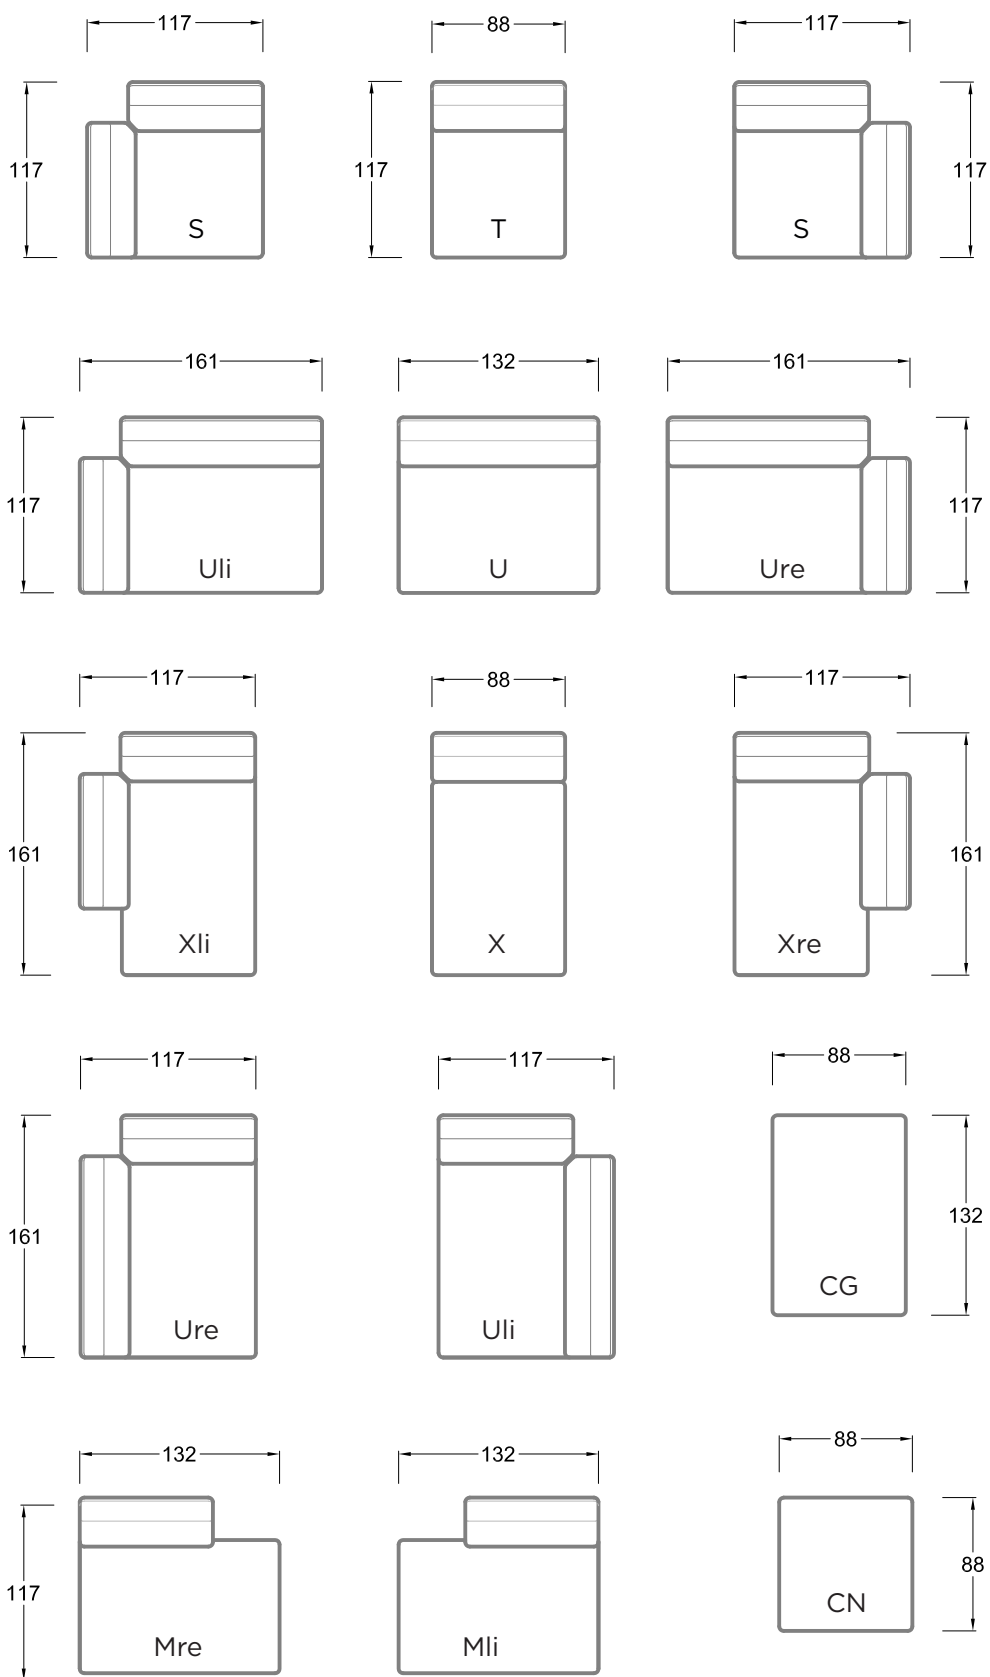 117 88 117
117 117 117
S T S
161 132 161
117 117
Uli U Ure
117 88 117
161 161
Xli X Xre
117 117 88
161 132
Ure Uli CG
132 132 88
117 88
Mre Mli CN